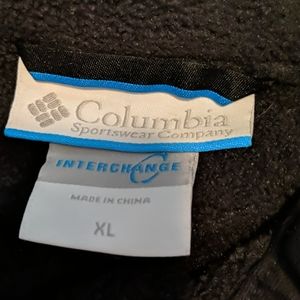 Columbia
Sportswear Company
INTERCHANGE
MADE IN CHINA
XL